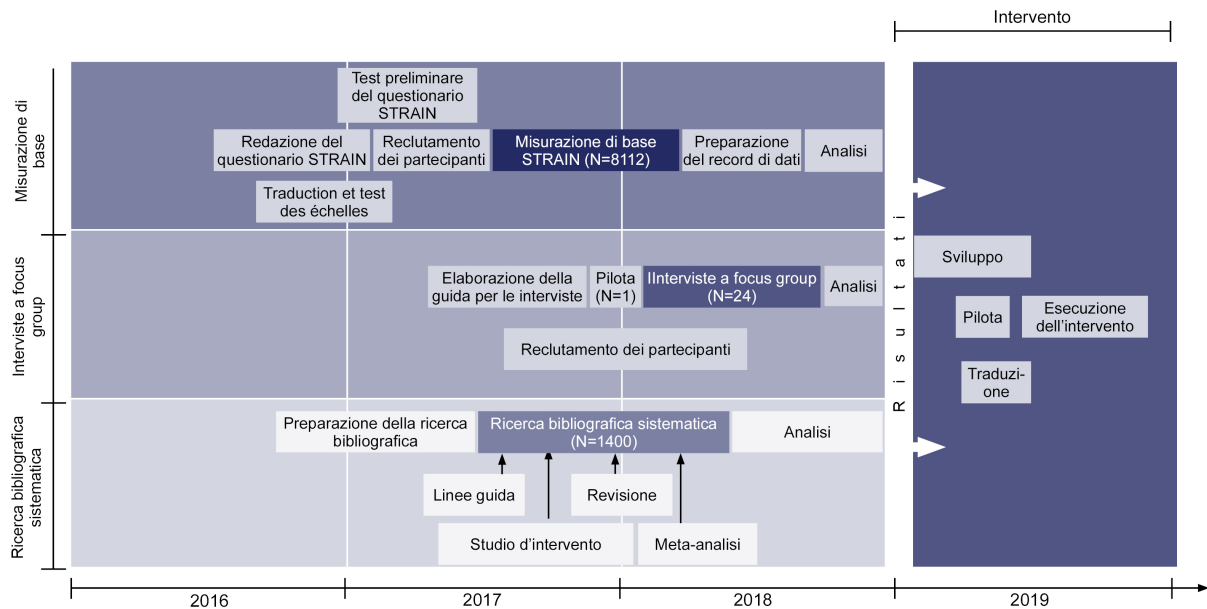 Intervento
Misurazione di
base
Test preliminare
del questionario
STRAIN
Redazione del
questionario STRAIN
Reclutamento
dei partecipanti
Misurazione di base
STRAIN (N=8112)
Preparazione
del record di dati
Analisi
Traduction et test
des échelles
Interviste a focus
group
Elaborazione della
guida per le interviste
Pilota
(N=1)
IInterviste a focus group
(N=24)
Analisi
Reclutamento dei partecipanti
Ricerca bibliografica
sistematica
Preparazione della ricerca
bibliografica
Ricerca bibliografica sistematica
(N=1400)
Analisi
Linee guida
Revisione
Studio d’intervento
Meta-analisi
Risultati
Sviluppo
Pilota
Esecuzione
dell’intervento
Traduzi-
one
2016
2017
2018
2019